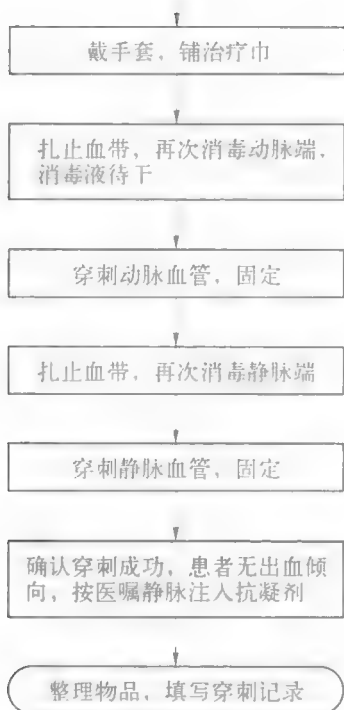 戴手套，铺治疗巾
扎止血带，再次消毒动脉端，
消毒液待干
穿刺动脉血管，固定
扎止血带，再次消毒静脉端
穿刺静脉血管，固定
确认穿刺成功，患者无出血倾
向，按医嘱静脉注入抗凝剂
整理物品，填写穿刺记录